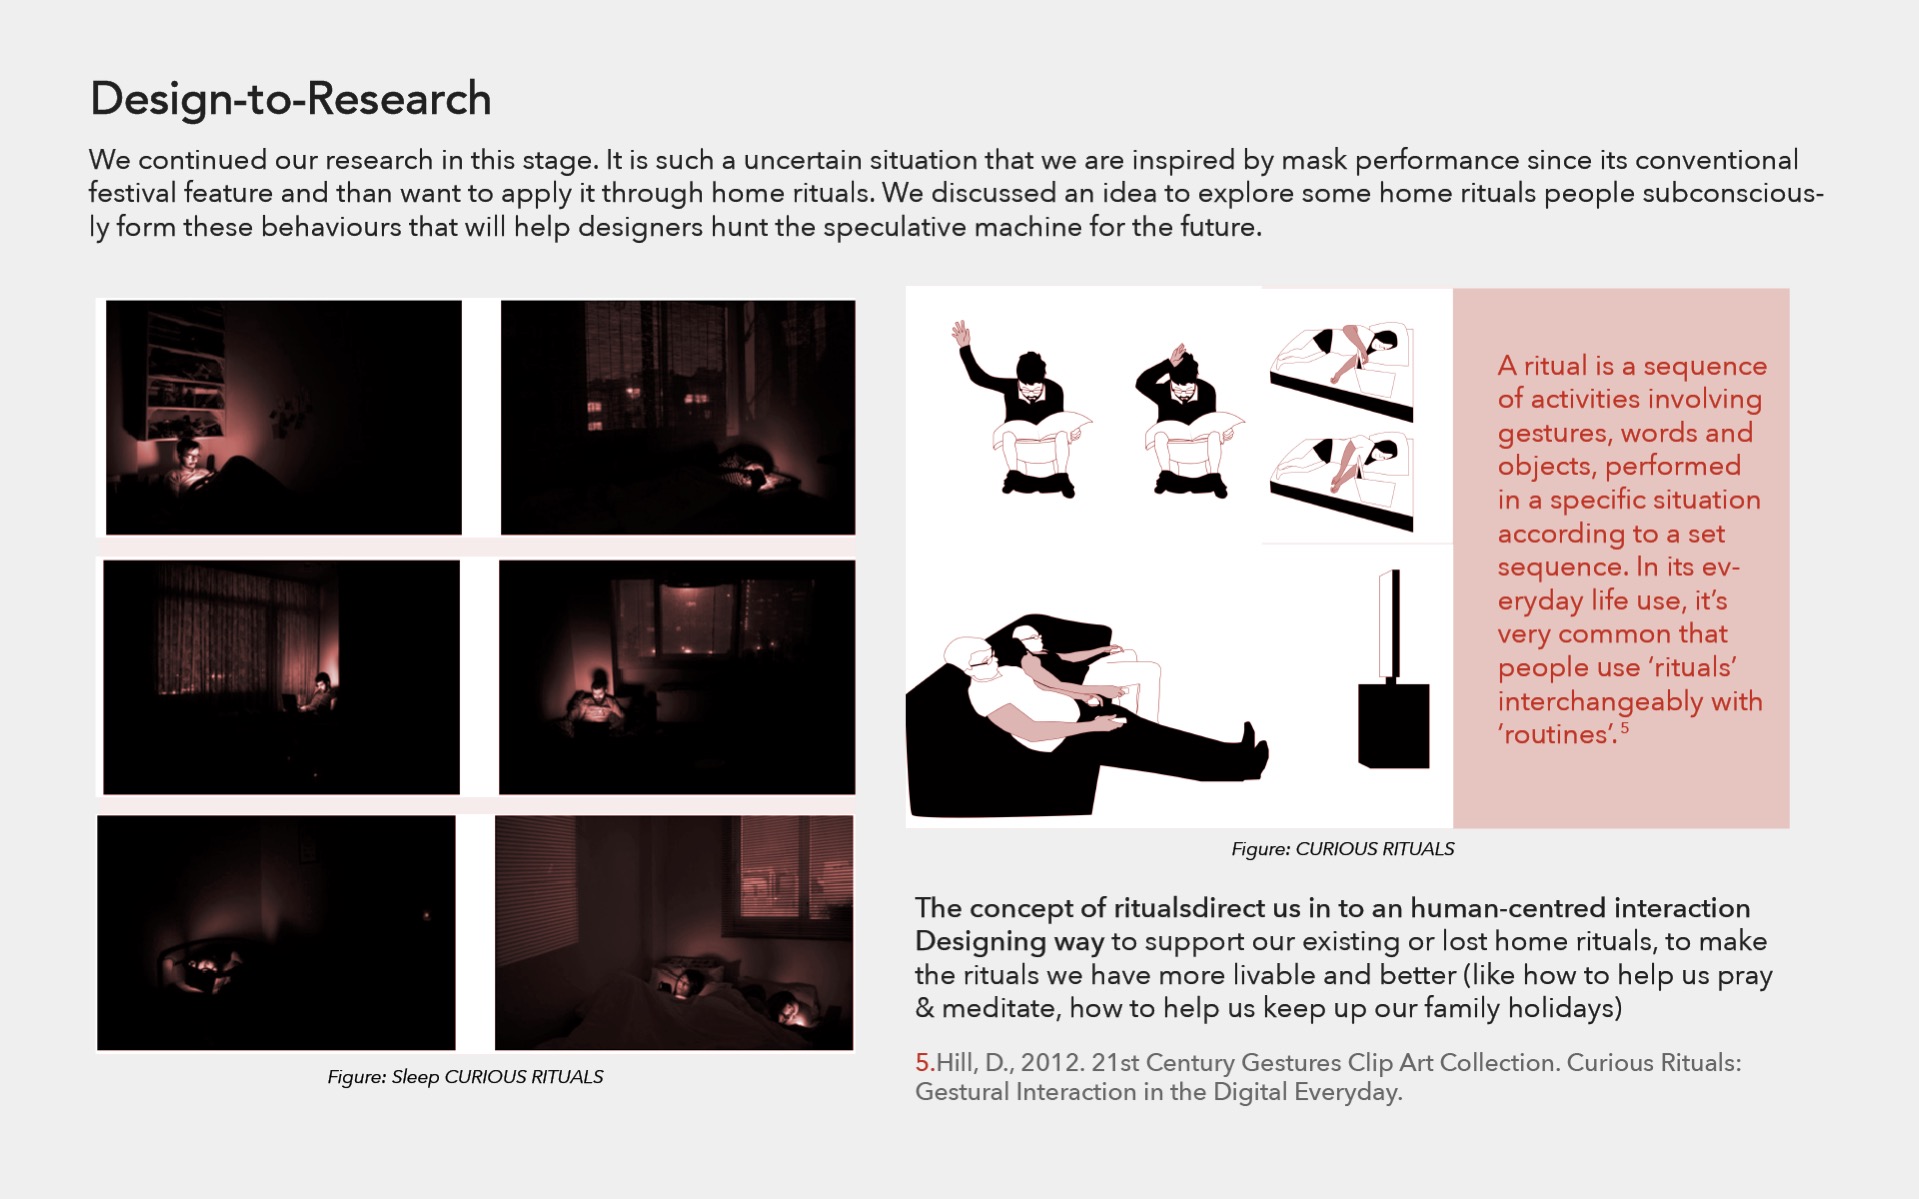 Design-to-Research
We continued our research in this stage. It is such a uncertain situation that we are inspired by mask performance since its conventional
festival feature and than want to apply it through home rituals. We discussed an idea to explore some home rituals people subconscious-
ly form these behaviours that will help designers hunt the speculative machine for the future.
Figure: Sleep CURIOUS RITUALS
A ritual is a sequence
of activities involving
gestures, words and
objects, performed
in a specific situation
according to a set
sequence. In its ev-
eryday life use, it’s
very common that
people use ‘rituals’
interchangeably with
‘routines’.5
Figure: CURIOUS RITUALS
The concept of ritualsdirect us in to an human-centred interaction
Designing way to support our existing or lost home rituals, to make
the rituals we have more livable and better (like how to help us pray
& meditate, how to help us keep up our family holidays)
5.Hill, D., 2012. 21st Century Gestures Clip Art Collection. Curious Rituals:
Gestural Interaction in the Digital Everyday.